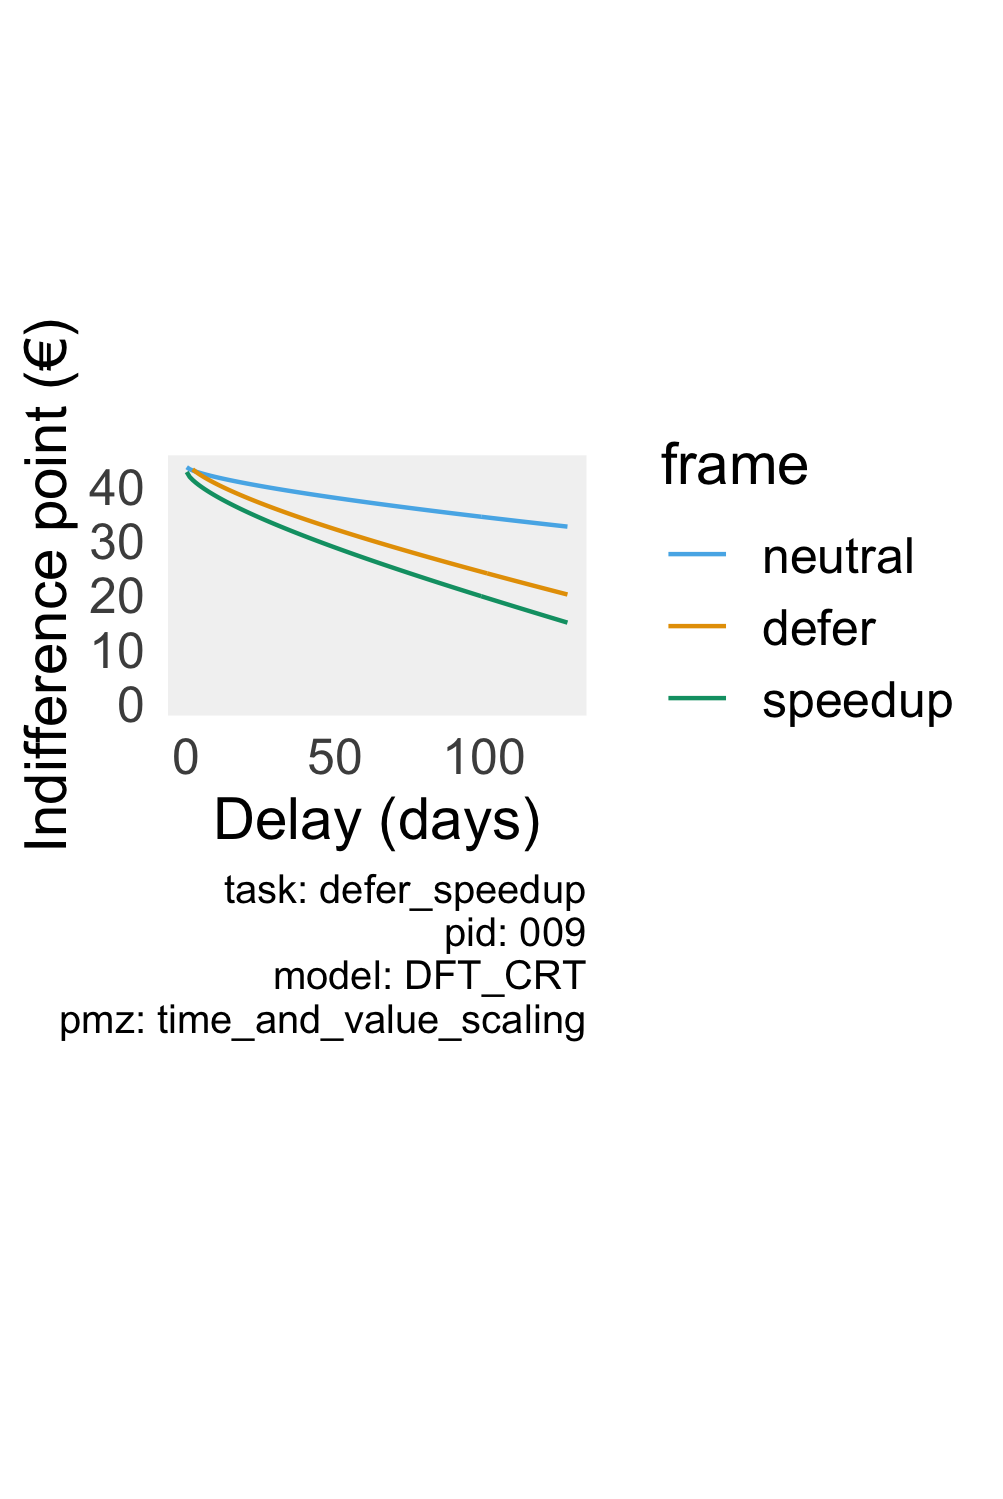 Indifference point (€)
40
30
20
10
0
0 50 100
Delay (days)
frame
neutral
defer
speedup
task: defer_speedup
pid: 009
model: DFT_CRT
pmz: time_and_value_scaling